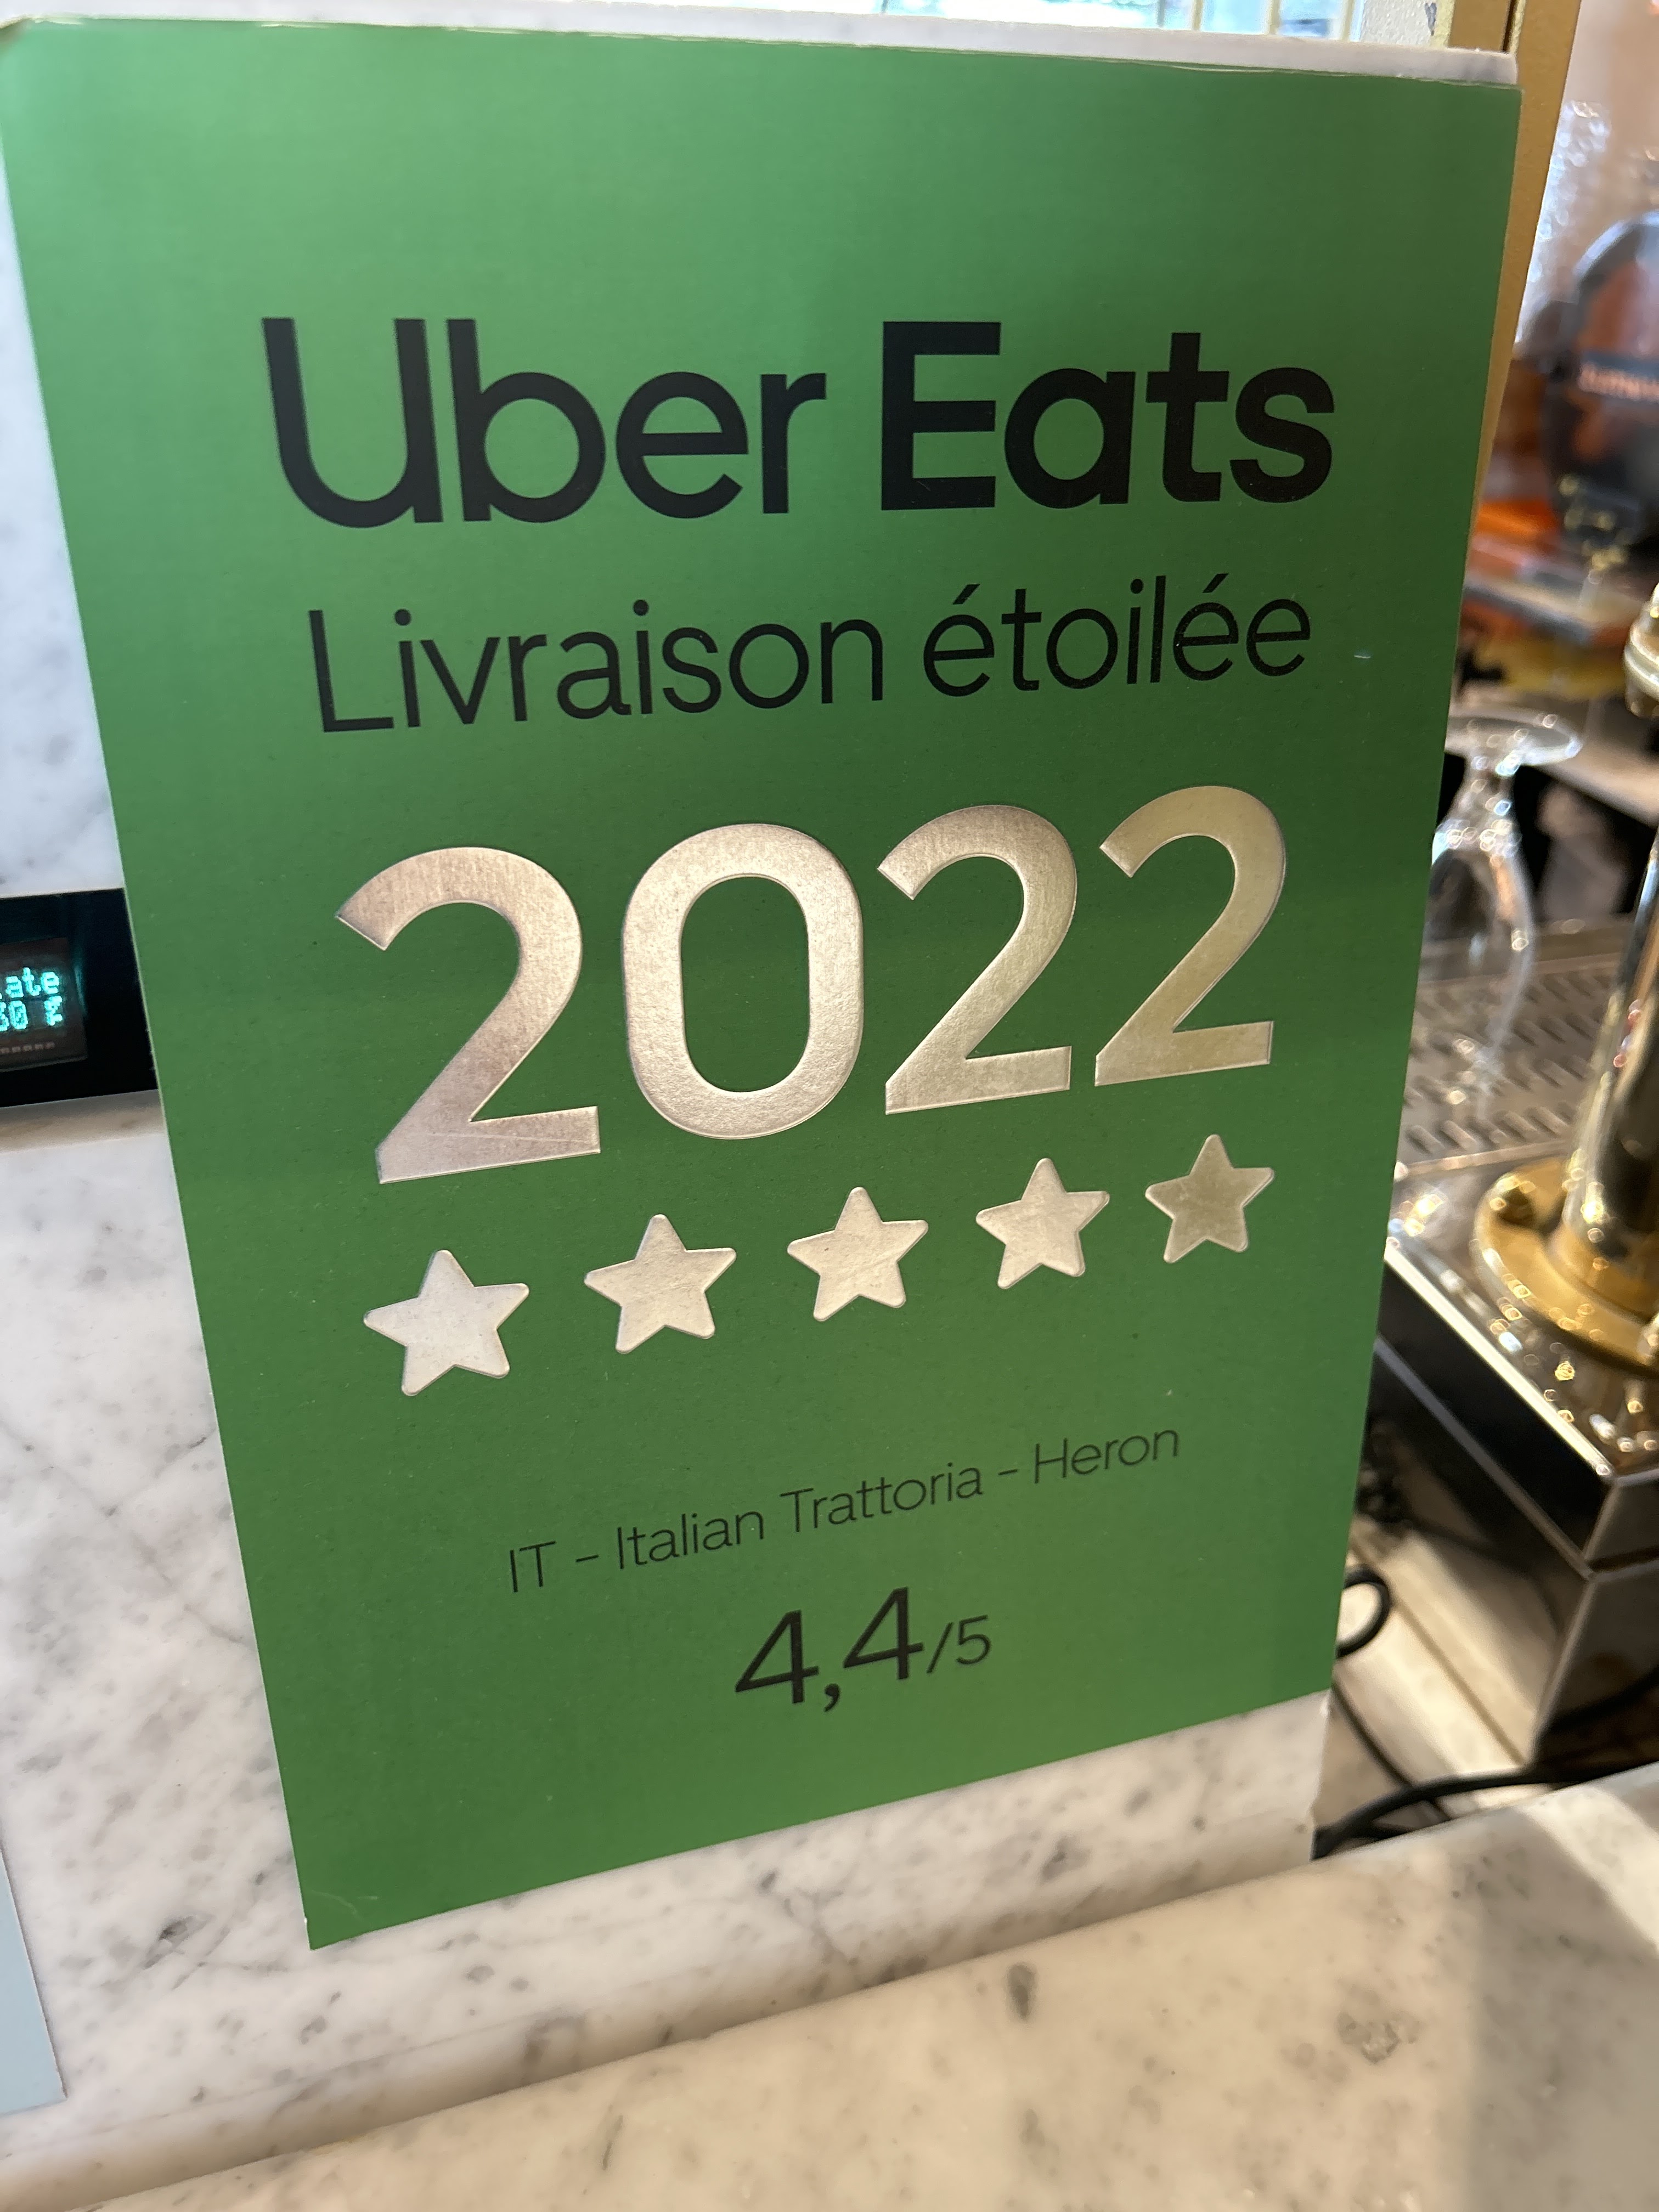 Uber Eats
Livraison étoilée
2022
IT - Italian Trattoria - Heron
4,4/5